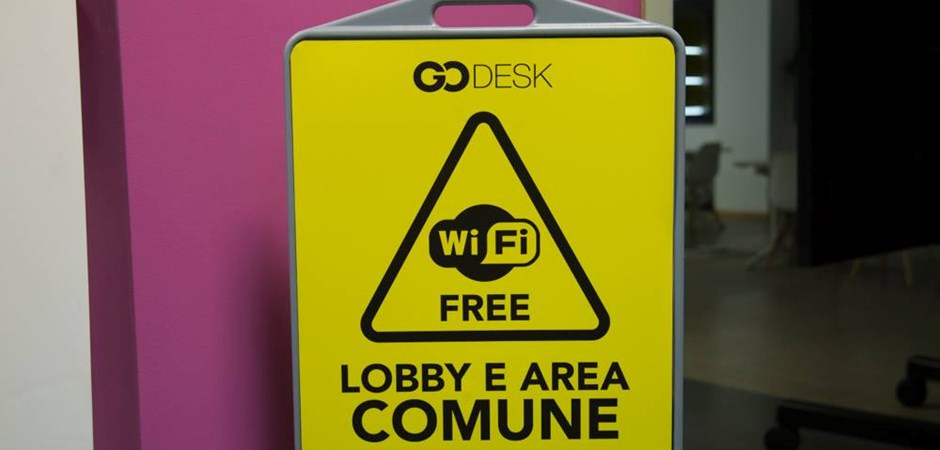 GODESK
WiFi
FREE
LOBBY E AREA
COMUNE